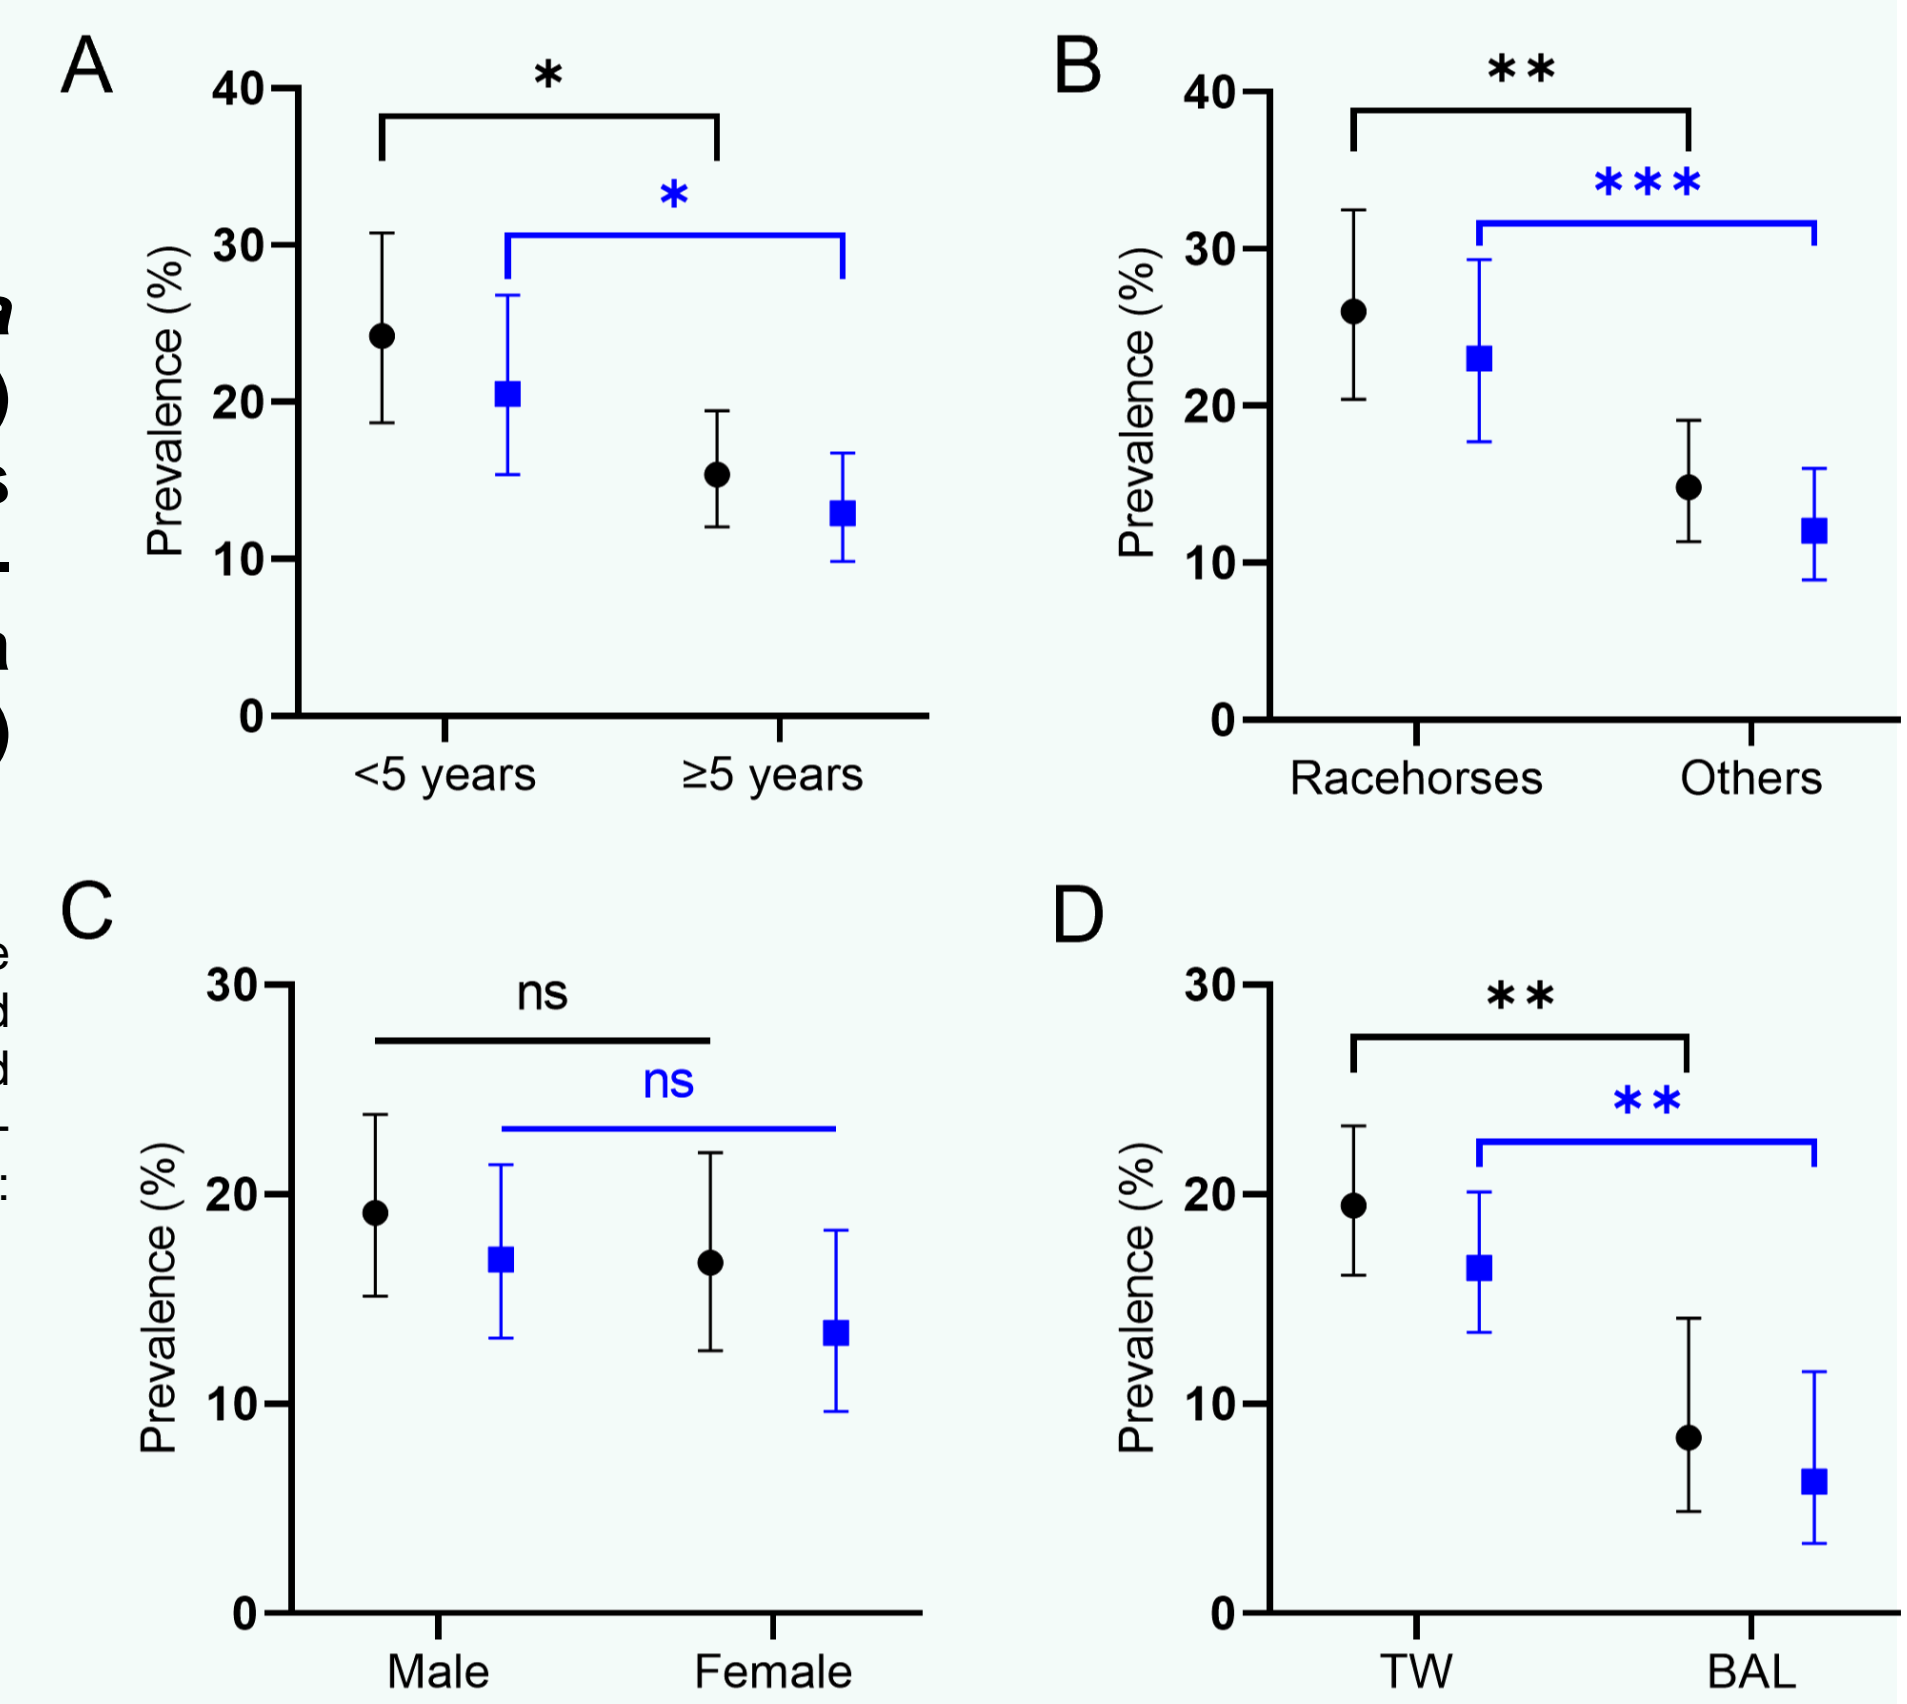 A
*
*
40
30
20
10
0
Prevalence (%)
<5 years
≥5 years
B
**
***
40
30
20
10
0
Prevalence (%)
Racehorses
Others
C
ns
ns
30
20
10
0
Prevalence (%)
Male
Female
D
**
**
30
20
10
0
Prevalence (%)
TW
BAL